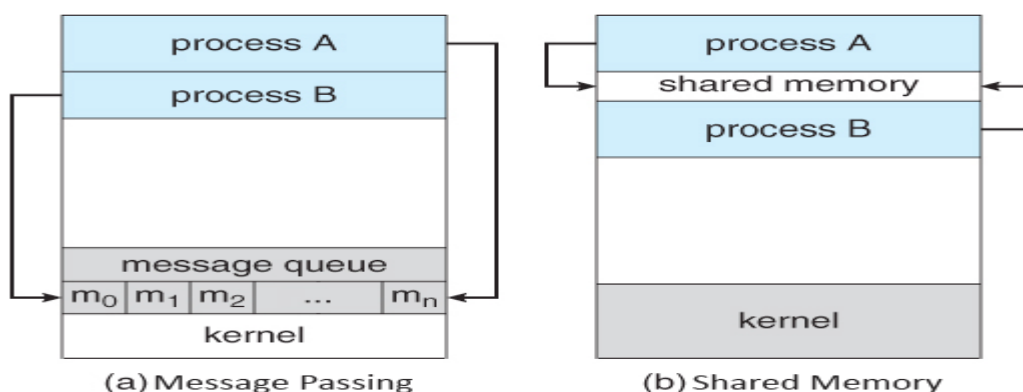 process A
process B
message queue
m0 m1 m2 ... mn
kernel
(a) Message Passing
process A
shared memory
process B
kernel
(b) Shared Memory